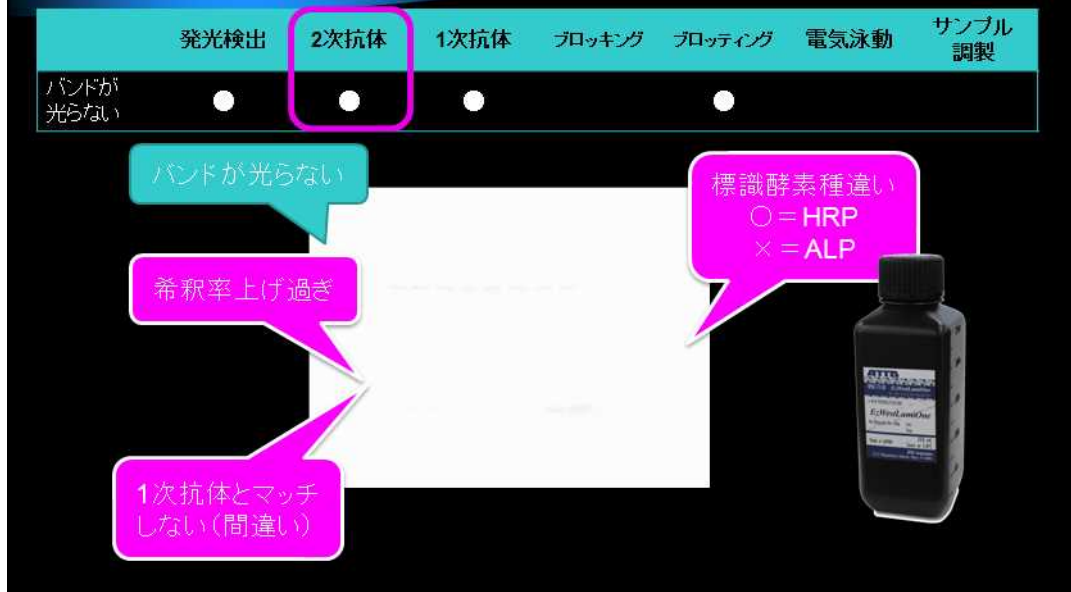 発光検出 2次抗体 1次抗体 ブロッキング ブロッティング 電気泳動 サンプル
調製
バンドが
光らない
バンドが光らない
標識酵素種違い
○＝HRP
×＝ALP
希釈率上げ過ぎ
1次抗体とマッチ
しない（間違い）
ATTO
EzWestLumiOne